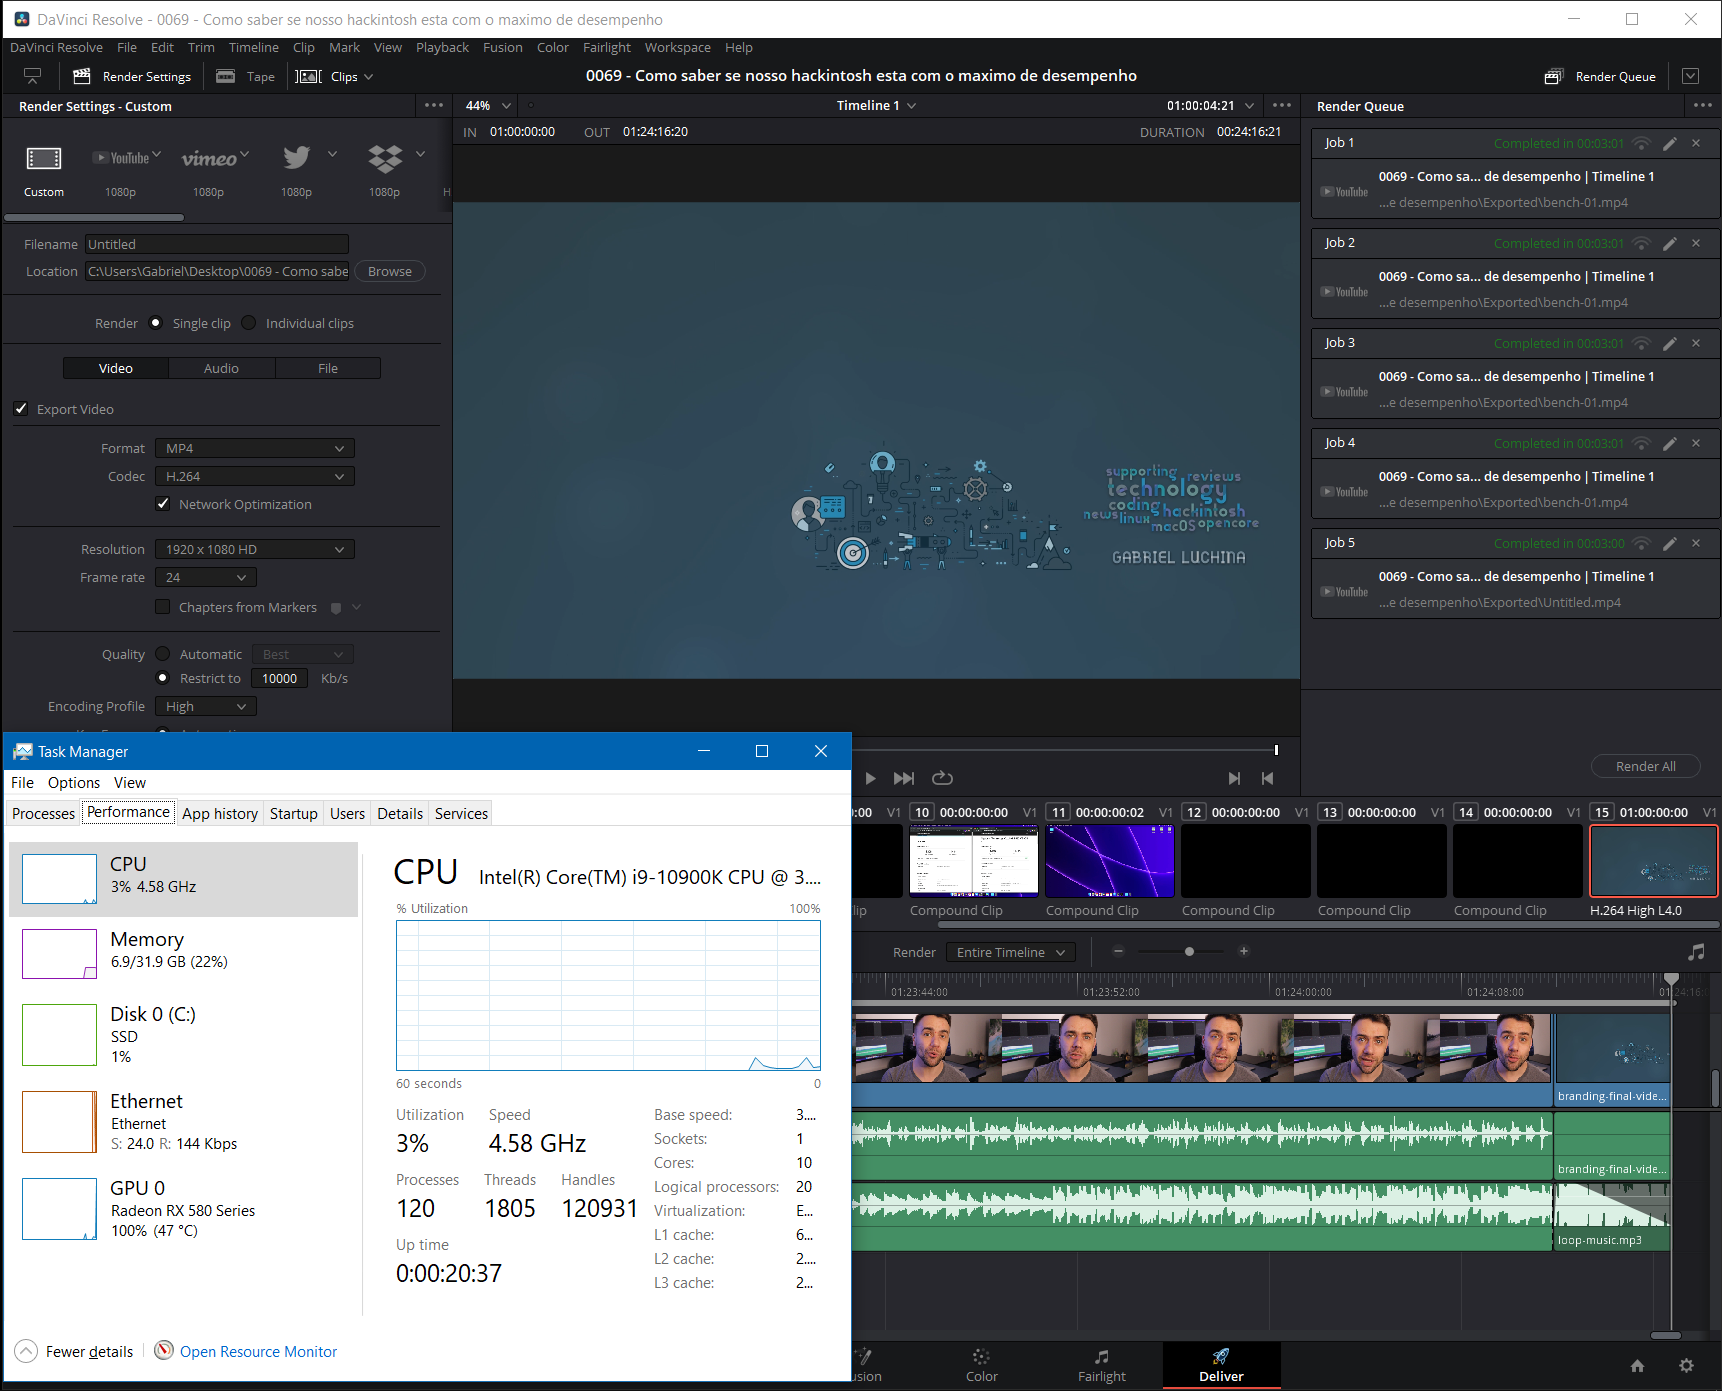 DaVinci Resolve - 0069 - Como saber se nosso hackintosh esta com o maximo de desempenho
DaVinci Resolve File Edit Trim Timeline Clip Mark View Playback Fusion Color Fairlight Workspace Help
Render Settings Tape Clips 0069 - Como saber se nosso hackintosh esta com o maximo de desempenho Render Queue
Render Settings - Custom
44% Timeline 1 01:00:04:21
Render Queue
IN 01:00:00:00 OUT 01:24:16:20 DURATION 00:24:16:21
YouTube vimeo
Custom 1080p 1080p 1080p 1080p H
Filename Untitled
Location C:\Users\Gabriel\Desktop\0069 - Como sabe Browse
Render Single clip Individual clips
Video Audio File
Export Video
Format MP4
Codec H.264
Network Optimization
Resolution 1920 x 1080 HD
Frame rate 24
Chapters from Markers
Quality Automatic Best
Restrict to 10000 Kb/s
Encoding Profile High
supporting reviews
technology
coding hackintosh
news linux macOS opencore
GABRIEL LUCHINA
Job 1 Completed in 00:03:01
0069 - Como sa... de desempenho | Timeline 1
YouTube
...e desempenho\Exported\bench-01.mp4
Job 2 Completed in 00:03:01
0069 - Como sa... de desempenho | Timeline 1
YouTube
...e desempenho\Exported\bench-01.mp4
Job 3 Completed in 00:03:01
0069 - Como sa... de desempenho | Timeline 1
YouTube
...e desempenho\Exported\bench-01.mp4
Job 4 Completed in 00:03:01
0069 - Como sa... de desempenho | Timeline 1
YouTube
...e desempenho\Exported\bench-01.mp4
Job 5 Completed in 00:03:00
0069 - Como sa... de desempenho | Timeline 1
YouTube
...e desempenho\Exported\Untitled.mp4
Render All
Task Manager
File Options View
Processes Performance App history Startup Users Details Services
CPU
3% 4.58 GHz
Memory
6.9/31.9 GB (22%)
Disk 0 (C:)
SSD
1%
Ethernet
Ethernet
S: 24.0 R: 144 Kbps
GPU 0
Radeon RX 580 Series
100% (47 °C)
CPU Intel(R) Core(TM) i9-10900K CPU @ 3....
% Utilization 100%
60 seconds 0
Utilization Speed
3% 4.58 GHz
Processes Threads Handles
120 1805 120931
Up time
0:00:20:37
Base speed: 3....
Sockets: 1
Cores: 10
Logical processors: 20
Virtualization: E...
L1 cache: 6...
L2 cache: 2....
L3 cache: 2...
Fewer details Open Resource Monitor
:00 V1 10 00:00:00:00 V1 11 00:00:00:02 V1 12 00:00:00:00 V1 13 00:00:00:00 V1 14 00:00:00:00 V1 15 01:00:00:00 V1
lip Compound Clip Compound Clip Compound Clip Compound Clip Compound Clip H.264 High L4.0
Render Entire Timeline
01:23:44:00 01:23:52:00 01:24:00:00 01:24:08:00 01:24:16:
branding-final-vide...
branding-final-vide...
loop-music.mp3
usion Color Fairlight Deliver